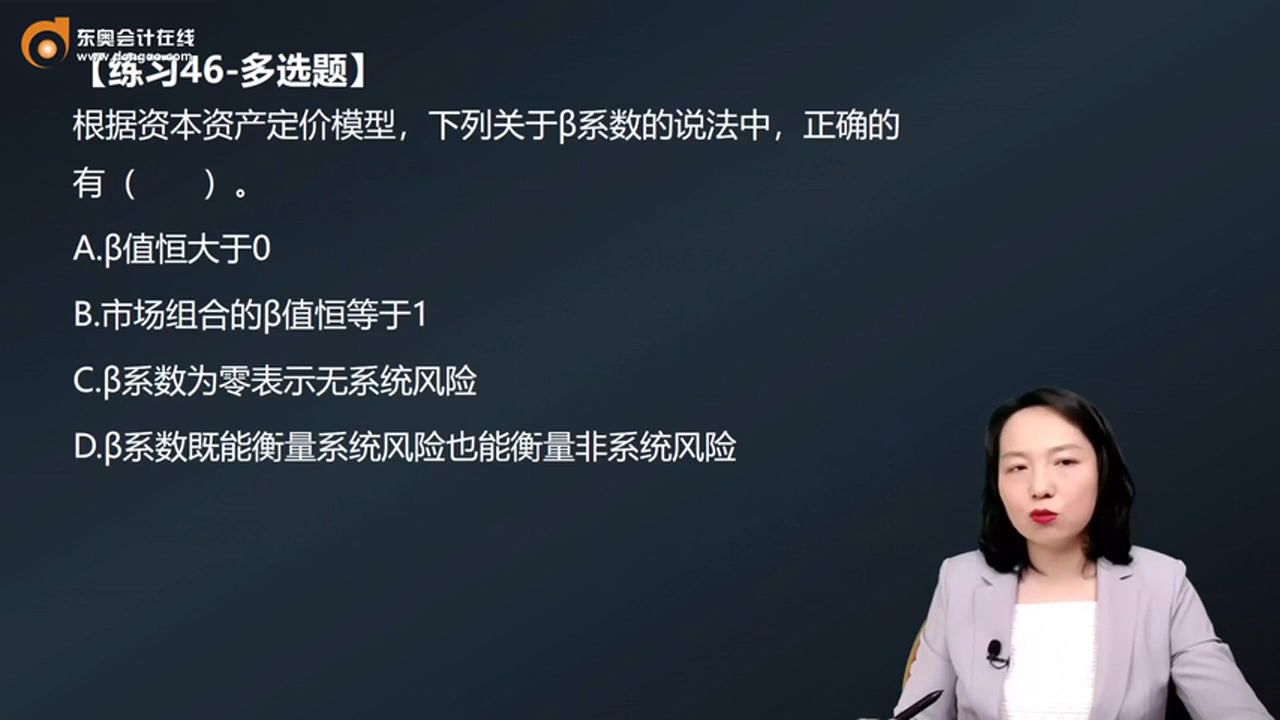 东奥会计在线
www.dongao.com
【练习46-多选题】
根据资本资产定价模型，下列关于β系数的说法中，正确的
有（　　）。
A.β值恒大于0
B.市场组合的β值恒等于1
C.β系数为零表示无系统风险
D.β系数既能衡量系统风险也能衡量非系统风险